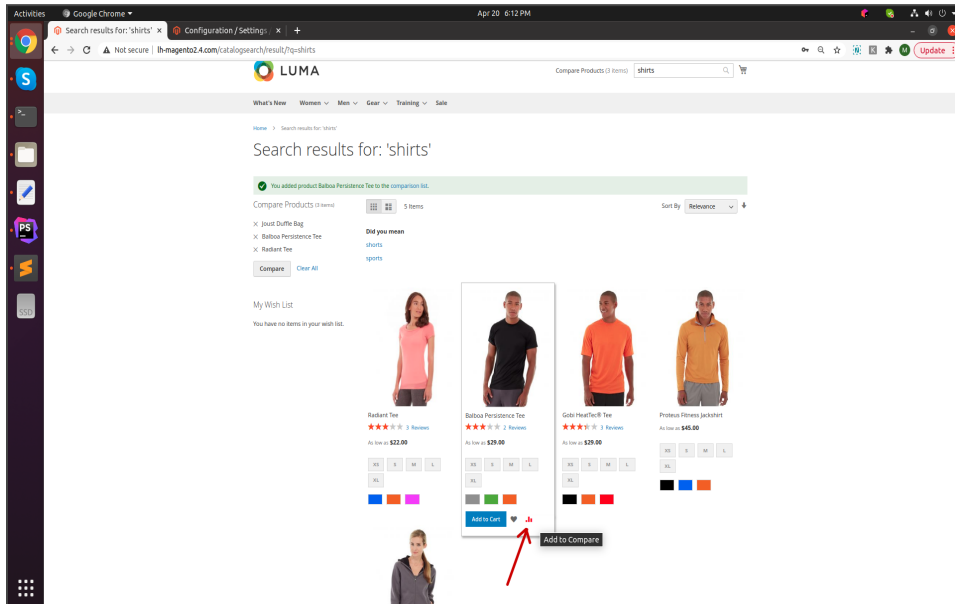 Activities Google Chrome Apr 20 6:12 PM
Search results for: 'shirts' Configuration / Settings
Not secure lh-magento2.4.com/catalogsearch/result/?q=shirts Update
LUMA Compare Products (3 items) shirts
What's New Women Men Gear Training Sale
Home > Search results for: 'shirts'
Search results for: 'shirts'
You added product Balboa Persistence Tee to the comparison list.
Compare Products (3 items) 5 Items Sort By Relevance
Joust Duffle Bag
Balboa Persistence Tee
Radiant Tee
Compare Clear All
Did you mean
shorts
sports
My Wish List
You have no items in your wish list.
Radiant Tee
3 Reviews
As low as $22.00
XS S M L
XL
Balboa Persistence Tee
2 Reviews
As low as $29.00
XS S M L
XL
Add to Cart
Add to Compare
Gobi HeatTec® Tee
3 Reviews
As low as $29.00
XS S M L
XL
Proteus Fitness Jackshirt
As low as $45.00
XS S M L
XL
PS
SSD